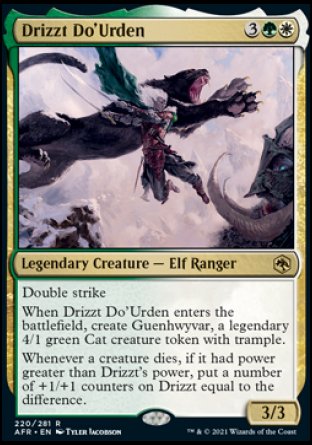 Drizzt Do'Urden 3
Legendary Creature — Elf Ranger
Double strike
When Drizzt Do'Urden enters the
battlefield, create Guenhwyvar, a legendary
4/1 green Cat creature token with trample.
Whenever a creature dies, if it had power
greater than Drizzt's power, put a number
of +1/+1 counters on Drizzt equal to the
difference.
3/3
220/281 R
AFR • EN Tyler Jacobson
™ & © 2021 Wizards of the Coast